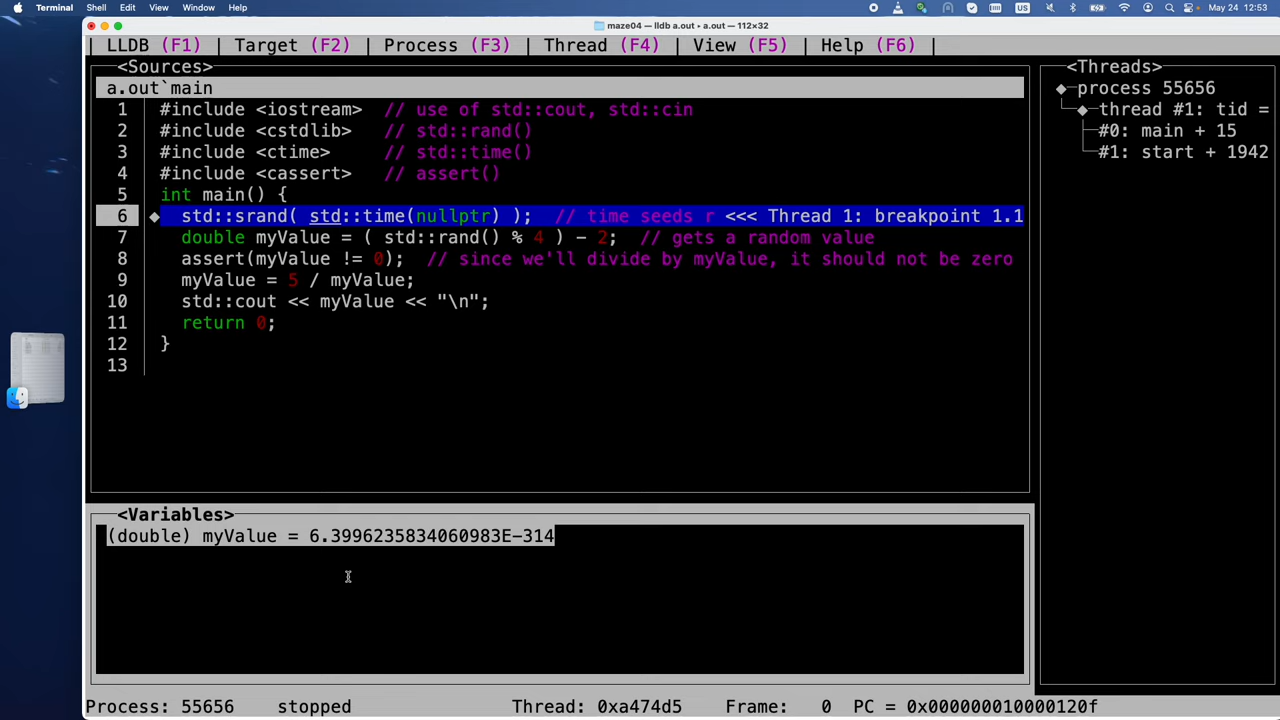 Terminal Shell Edit View Window Help US May 24 12:53
maze04 — lldb a.out ▸ a.out — 112×32
| LLDB (F1) | Target (F2) | Process (F3) | Thread (F4) | View (F5) | Help (F6) |
<Sources>
a.out`main
1 #include <iostream> // use of std::cout, std::cin
2 #include <cstdlib> // std::rand()
3 #include <ctime> // std::time()
4 #include <cassert> // assert()
5 int main() {
6 ◆ std::srand( std::time(nullptr) ); // time seeds r <<< Thread 1: breakpoint 1.1
7 double myValue = ( std::rand() % 4 ) - 2; // gets a random value
8 assert(myValue != 0); // since we'll divide by myValue, it should not be zero
9 myValue = 5 / myValue;
10 std::cout << myValue << "\n";
11 return 0;
12 }
13
<Threads>
◆─process 55656
◆─thread #1: tid =
#0: main + 15
#1: start + 1942
<Variables>
(double) myValue = 6.3996235834060983E-314
Process: 55656 stopped Thread: 0xa474d5 Frame: 0 PC = 0x000000010000120f